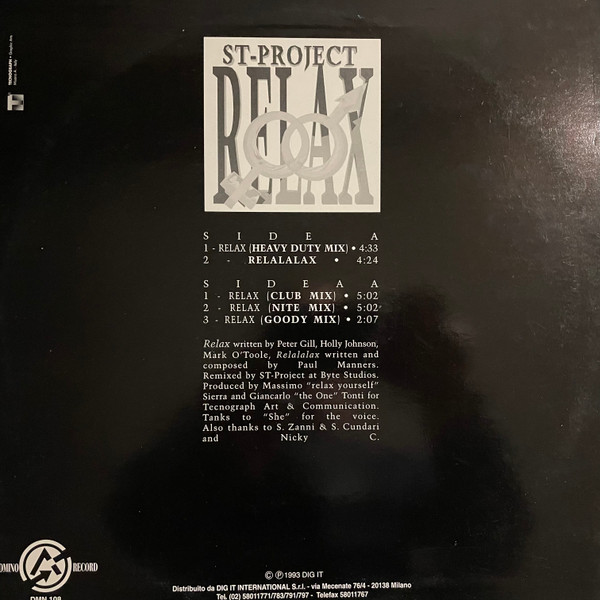 TECNOGRAPH
ST-PROJECT
RELAX
SIDE A
1 - RELAX (HEAVY DUTY MIX) • 4:33
2 - RELALALAX • 4:24
SIDE AA
1 - RELAX (CLUB MIX) • 5:02
2 - RELAX (NITE MIX) • 5:02
3 - RELAX (GOODY MIX) • 2:07
Relax written by Peter Gill, Holly Johnson,
Mark O'Toole, Relalalax written and
composed by Paul Manners.
Remixed by ST-Project at Byte Studios.
Produced by Massimo "relax yourself"
Sierra and Giancarlo "the One" Tonti for
Tecnograph Art & Communication.
Tanks to "She" for the voice.
Also thanks to S. Zanni & S. Cundari
and Nicky C.
OMINO RECORD
DMN 108
© ℗ 1993 DIG IT
Distribuito da DIG IT INTERNATIONAL S.r.l. - via Mecenate 76/4 - 20138 Milano
Tel. (02) 58011771/783/791/797 - Telefax 58011767